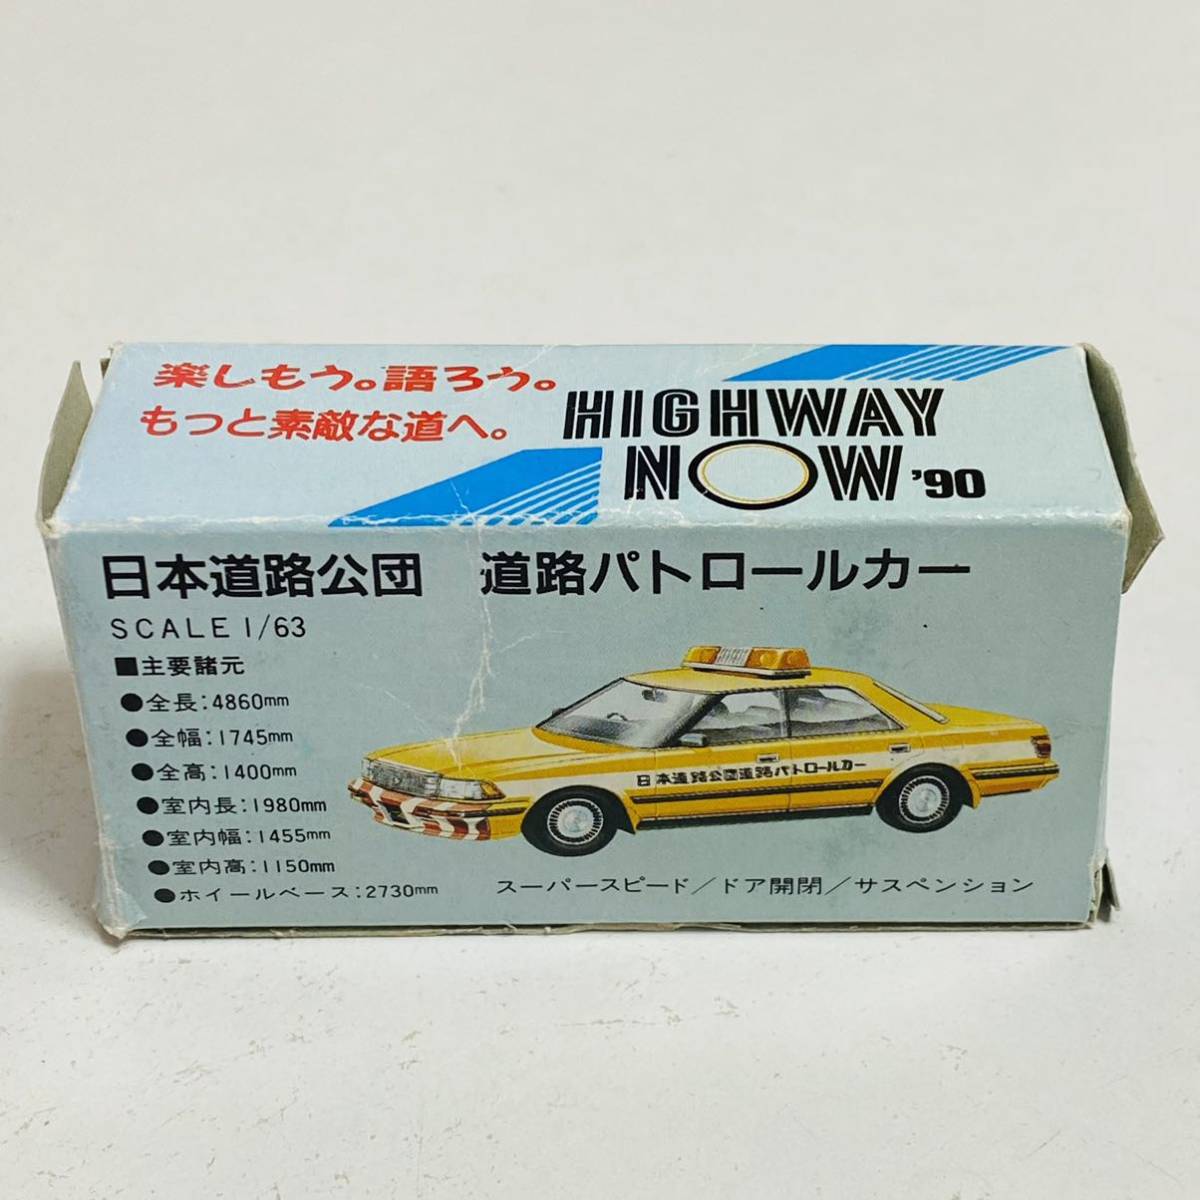 楽しもう。語ろう。
もっと素敵な道へ。
HIGHWAY
NOW '90
日本道路公団 道路パトロールカー
SCALE 1/63
■主要諸元
●全長:4860mm
●全幅:1745mm
●全高:1400mm
●室内長:1980mm
●室内幅:1455mm
●室内高:1150mm
●ホイールベース:2730mm
日本道路公団道路パトロールカー
スーパースピード/ドア開閉/サスペンション